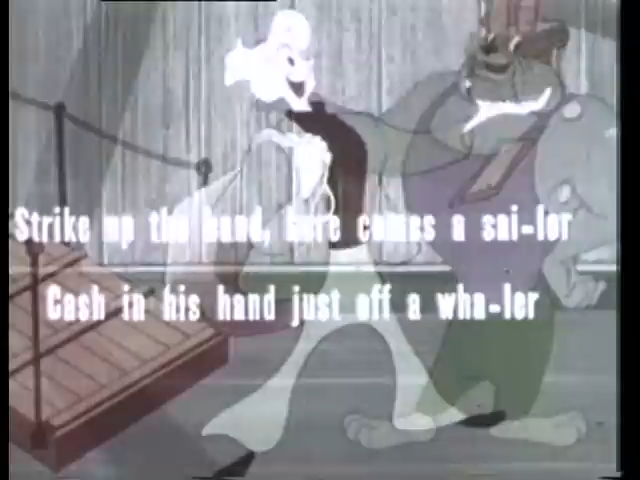 Strike up the band, here comes a sai-lor
Cash in his hand just off a wha-ler